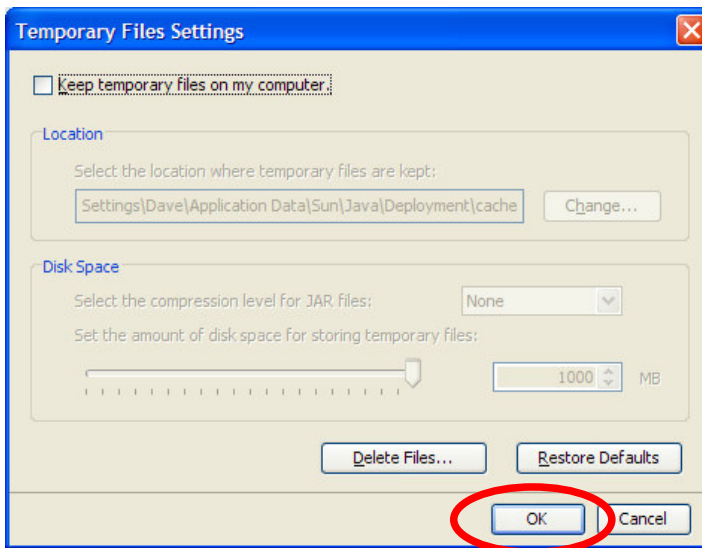 Temporary Files Settings
Keep temporary files on my computer.
Location
Select the location where temporary files are kept:
Settings\Dave\Application Data\Sun\Java\Deployment\cache
Change...
Disk Space
Select the compression level for JAR files:
None
Set the amount of disk space for storing temporary files:
1000
MB
Delete Files...
Restore Defaults
OK
Cancel